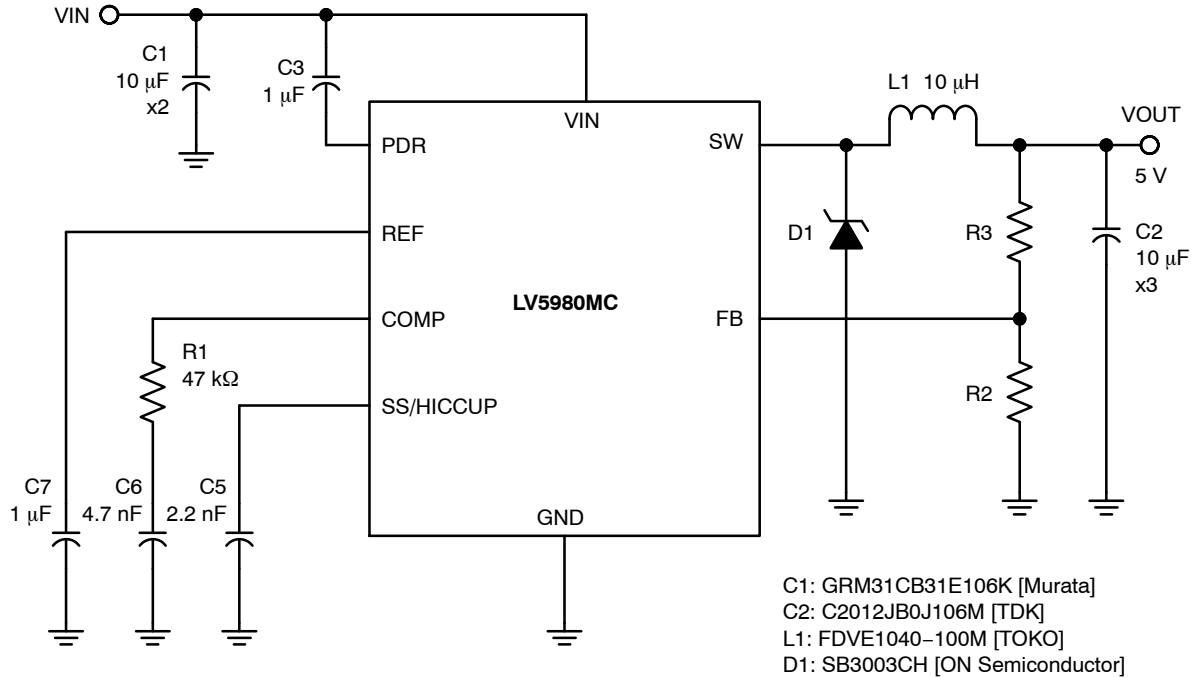 VIN
C1
10 μF
x2
C3
1 μF
VIN
PDR
SW
L1 10 μH
VOUT
5 V
REF
D1
R3
C2
10 μF
x3
LV5980MC
COMP
FB
R1
47 kΩ
SS/HICCUP
R2
C7
1 μF
C6
4.7 nF
C5
2.2 nF
GND
C1: GRM31CB31E106K [Murata]
C2: C2012JB0J106M [TDK]
L1: FDVE1040−100M [TOKO]
D1: SB3003CH [ON Semiconductor]